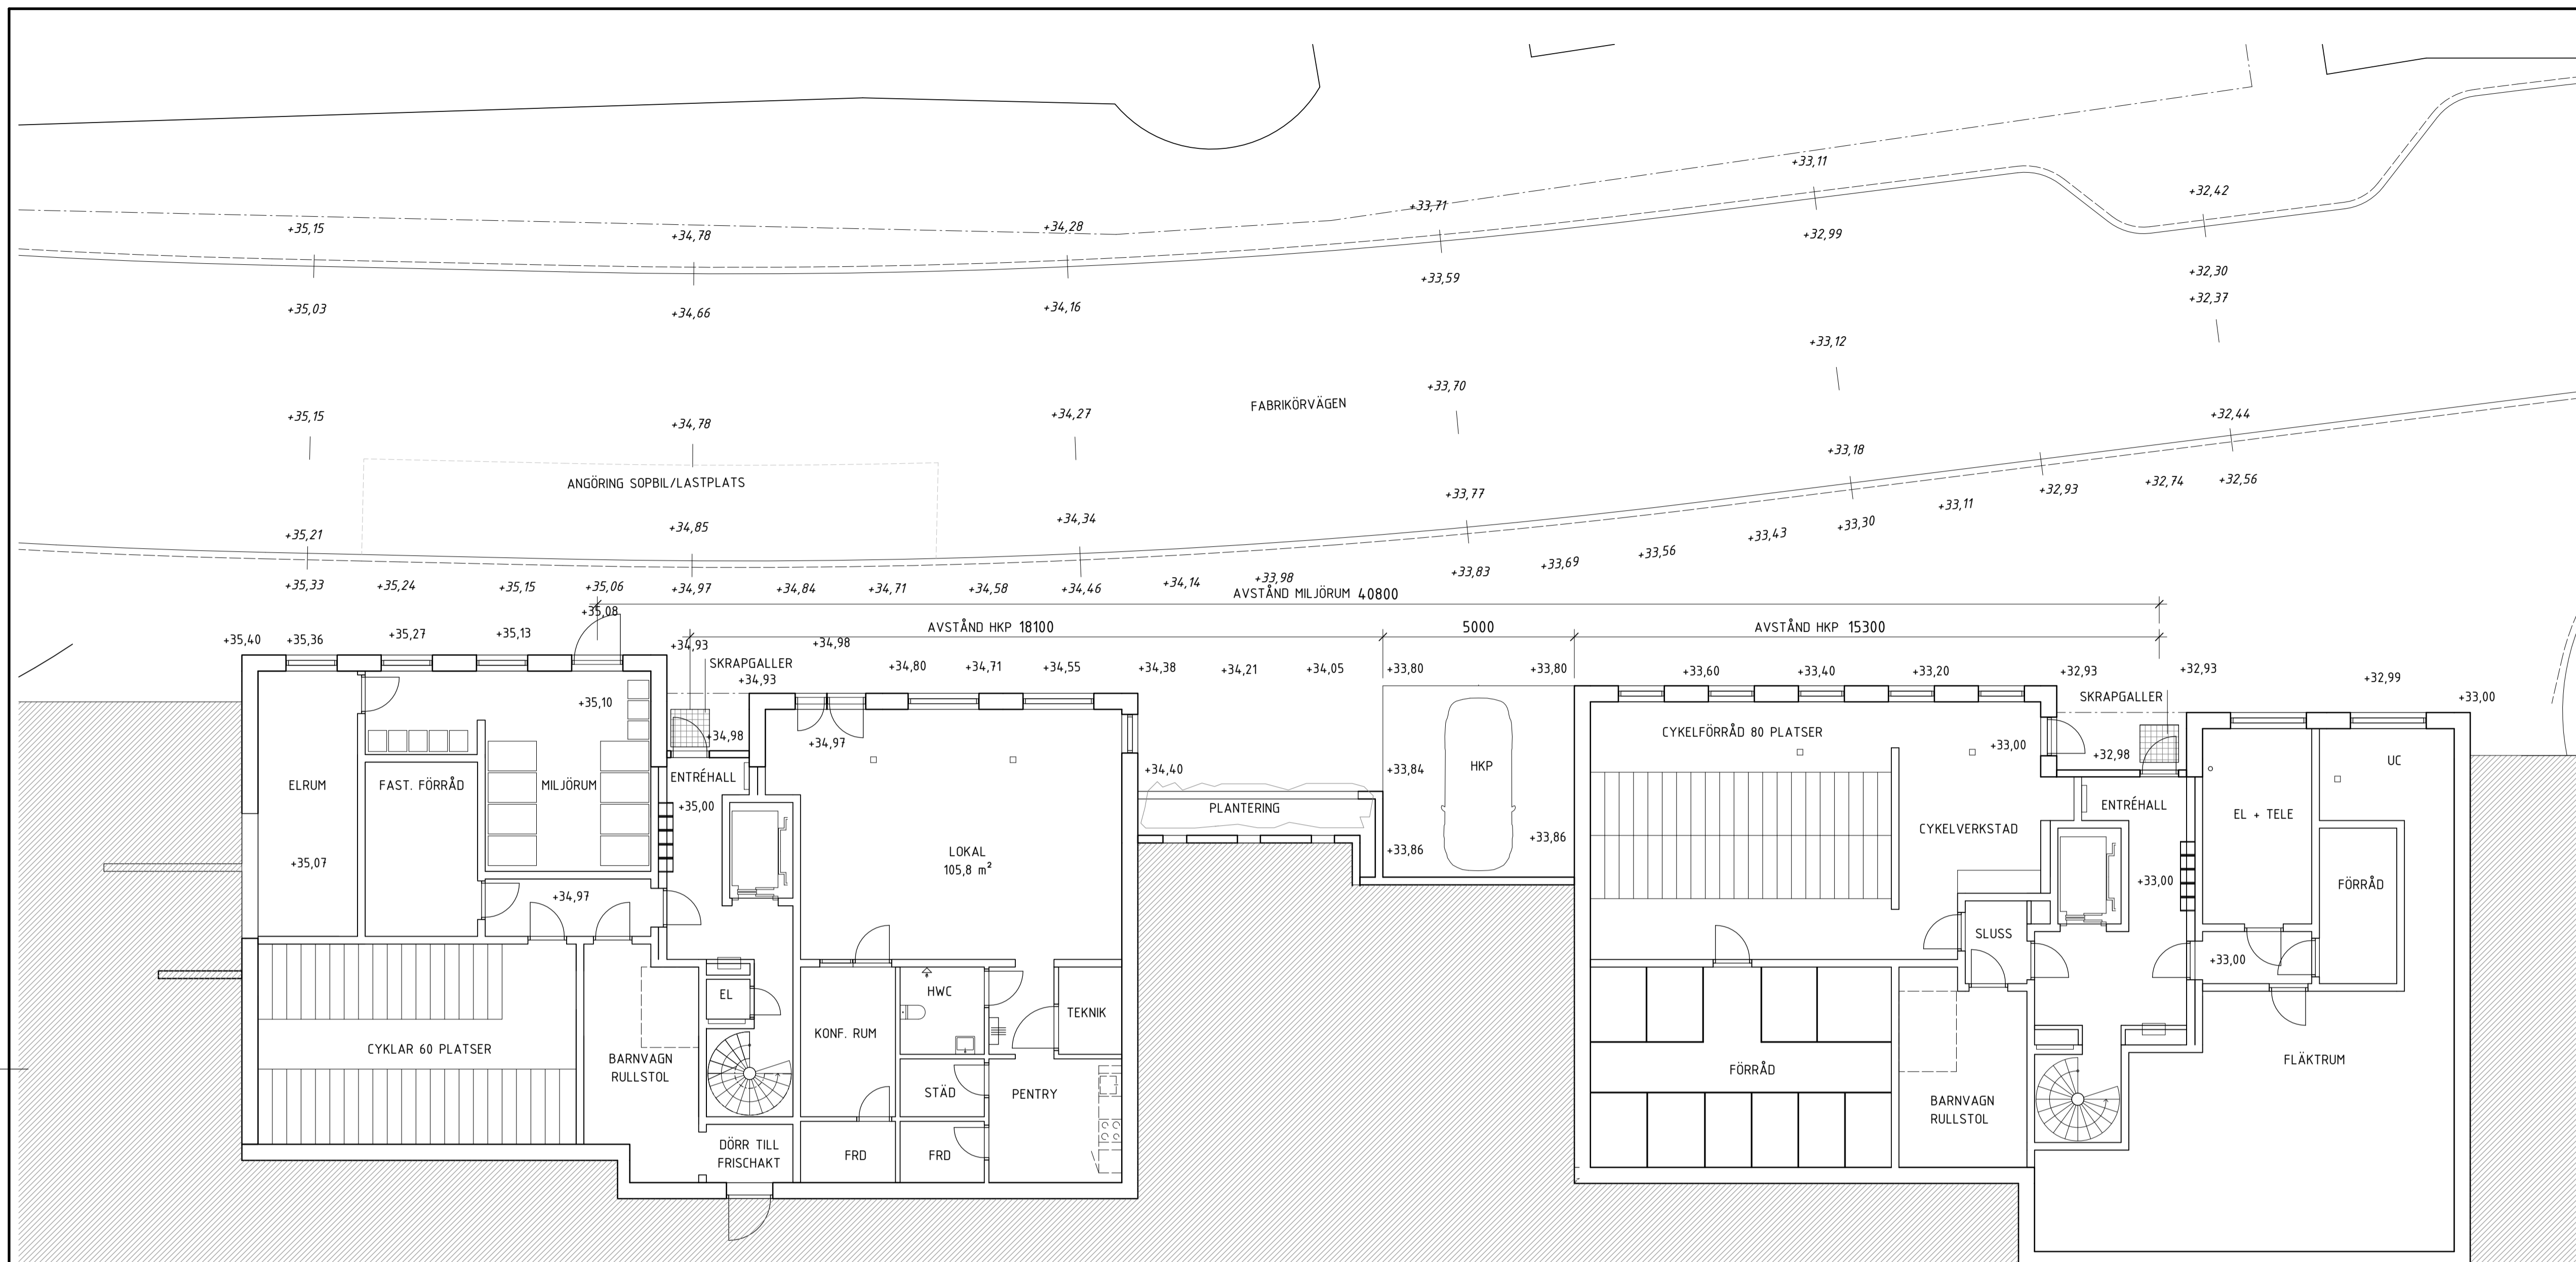 +33,11
+32,42
+33,71
+35,15
+34,78
+34,28
+32,99
+33,59
+32,30
+32,37
+35,03
+34,66
+34,16
+33,12
+33,70
FABRIKÖRVÄGEN
+35,15
+34,78
+34,27
+32,44
+33,18
ANGÖRING SOPBIL/LASTPLATS
+32,93
+32,74
+32,56
+33,77
+33,11
+34,85
+34,34
+33,30
+35,21
+33,43
+33,56
+33,69
+35,33
+35,24
+35,15
+35,06
+34,97
+34,84
+34,71
+34,58
+34,46
+34,14
+33,98
+33,83
AVSTÅND MILJÖRUM 40800
+35,08
AVSTÅND HKP 18100
5000
AVSTÅND HKP 15300
+35,40
+35,36
+35,27
+35,13
+34,93
+34,98
SKRAPGALLER
+34,93
+34,80
+34,71
+34,55
+34,38
+34,21
+34,05
+33,80
+33,80
+33,60
+33,40
+33,20
+32,93
+32,93
+32,99
+33,00
SKRAPGALLER
+35,10
+34,98
+34,97
CYKELFÖRRÅD 80 PLATSER
+33,00
+32,98
UC
+34,40
+33,84
HKP
ELRUM
FAST. FÖRRÅD
MILJÖRUM
ENTRÉHALL
+35,00
PLANTERING
ENTRÉHALL
EL + TELE
CYKELVERKSTAD
+33,86
+33,86
LOKAL
105,8 m²
+35,07
+34,97
+33,00
FÖRRÅD
SLUSS
+33,00
EL
HWC
TEKNIK
KONF. RUM
CYKLAR 60 PLATSER
BARNVAGN
RULLSTOL
STÄD
PENTRY
FÖRRÅD
BARNVAGN
RULLSTOL
FLÄKTRUM
DÖRR TILL
FRISCHAKT
FRD
FRD